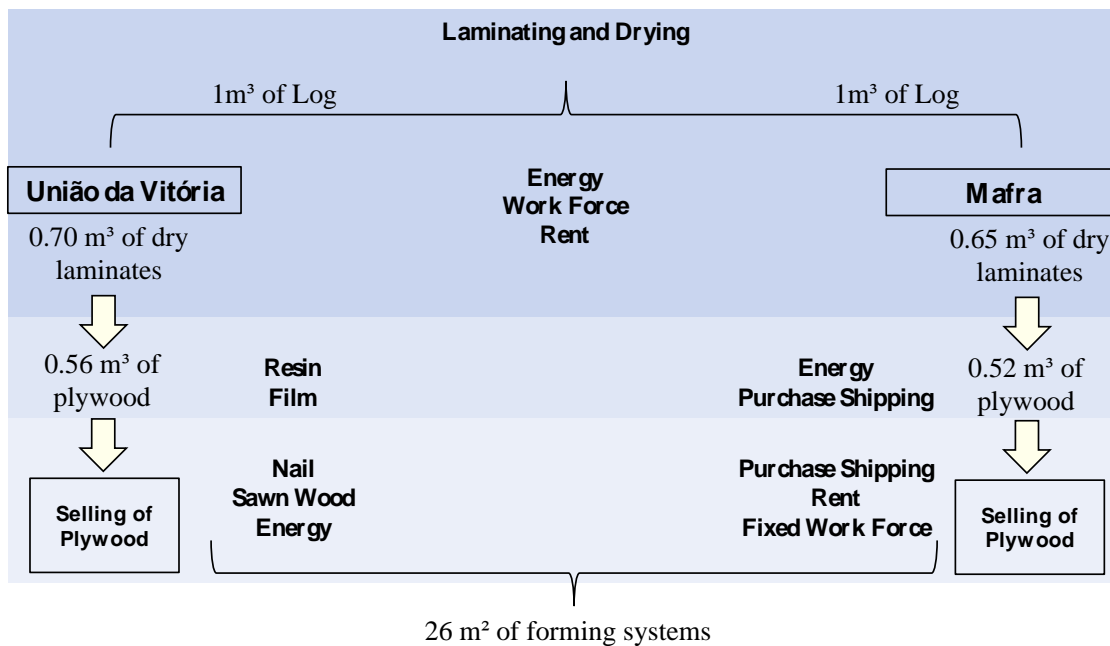 Laminating and Drying
1m³ of Log
1m³ of Log
União da Vitória
Energy
Work Force
Rent
Mafra
0.70 m³ of dry
laminates
0.65 m³ of dry
laminates
0.56 m³ of
plywood
Resin
Film
Energy
Purchase Shipping
0.52 m³ of
plywood
Selling of
Plywood
Nail
Sawn Wood
Energy
Purchase Shipping
Rent
Fixed Work Force
Selling of
Plywood
26 m² of forming systems